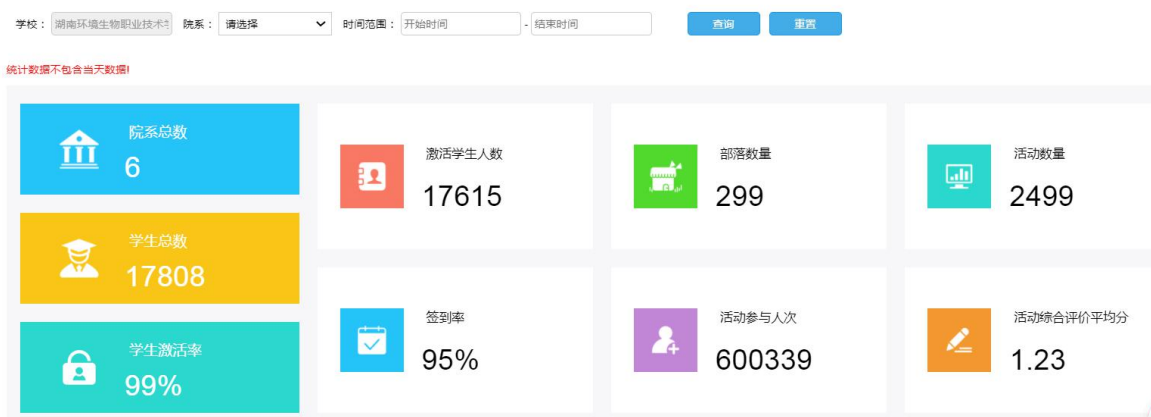 学校： 湖南环境生物职业技术 院系： 请选择 时间范围： 开始时间 - 结束时间 查询 重置
统计数据不包含当天数据!
院系总数
6
学生总数
17808
学生激活率
99%
激活学生人数
17615
部落数量
299
活动数量
2499
签到率
95%
活动参与人次
600339
活动综合评价平均分
1.23